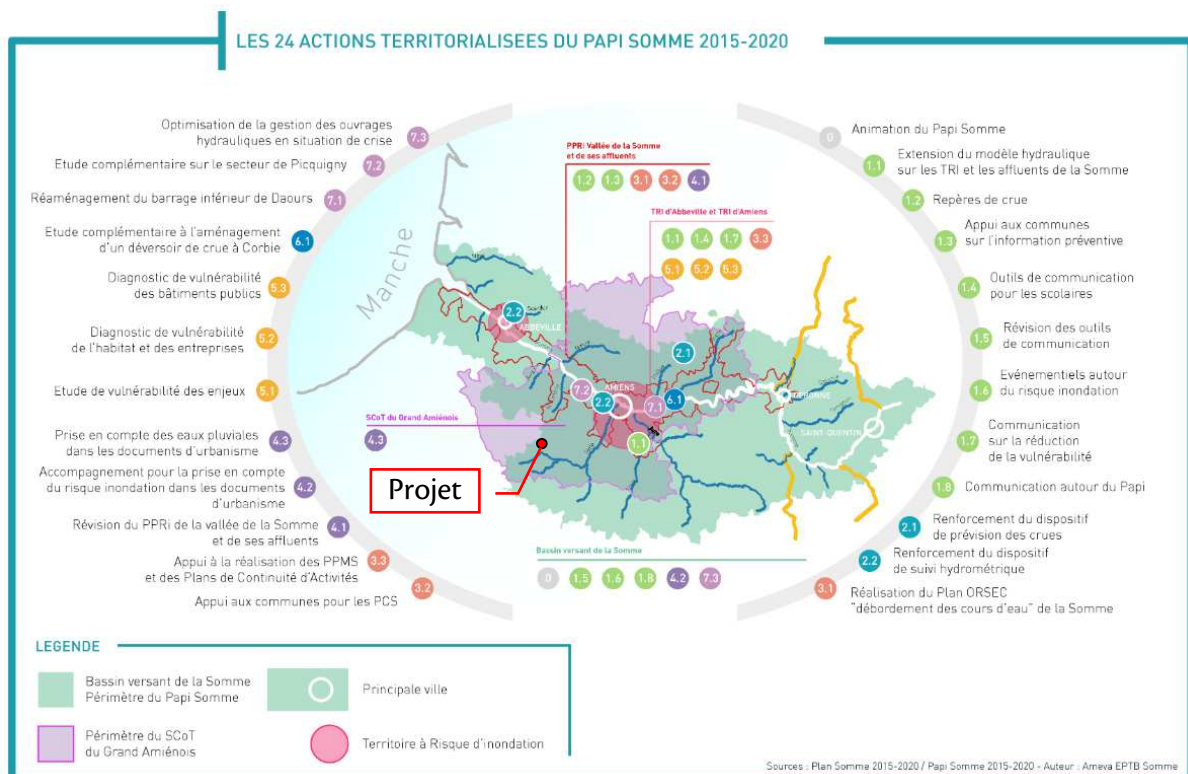 LES 24 ACTIONS TERRITORIALISEES DU PAPI SOMME 2015-2020
Optimisation de la gestion des ouvrages
hydrauliques en situation de crise
7.3
Etude complémentaire sur le secteur de Picquigny
7.2
Réaménagement du barrage inférieur de Daours
7.1
Etude complémentaire à l'aménagement
d'un déversoir de crue à Corbie
6.1
Diagnostic de vulnérabilité
des bâtiments publics
5.3
Diagnostic de vulnérabilité
de l'habitat et des entreprises
5.2
Etude de vulnérabilité des enjeux
5.1
Prise en compte des eaux pluviales
dans les documents d'urbanisme
4.3
Accompagnement pour la prise en compte
du risque inondation dans les documents
d'urbanisme
4.2
Révision du PPRi de la vallée de la Somme
et de ses affluents
4.1
Appui à la réalisation des PPMS
et des Plans de Continuité d'Activités
3.3
Appui aux communes pour les PCS
3.2
Manche
PPRI Vallée de la Somme
et de ses affluents
1.2 1.3 3.1 3.2 4.1
TRI d'Abbeville et TRI d'Amiens
1.1 1.4 1.7 3.3
5.1 5.2 5.3
2.2
ABBEVILLE
2.1
7.2
AMIENS
2.2
7.1
6.1
1.1
PERONNE
SAINT-QUENTIN
SCoT du Grand Amiénois
4.3
Projet
Bassin versant de la Somme
0 1.5 1.6 1.8 4.2 7.3
0
Animation du Papi Somme
1.1
Extension du modèle hydraulique
sur les TRI et les affluents de la Somme
1.2
Repères de crue
1.3
Appui aux communes
sur l'information préventive
1.4
Outils de communication
pour les scolaires
1.5
Révision des outils
de communication
1.6
Evénementiels autour
du risque inondation
1.7
Communication
sur la réduction
de la vulnérabilité
1.8
Communication autour du Papi
2.1
Renforcement du dispositif
de prévision des crues
2.2
Renforcement du dispositif
de suivi hydrométrique
3.1
Réalisation du Plan ORSEC
"débordement des cours d'eau" de la Somme
LEGENDE
Bassin versant de la Somme
Périmètre du Papi Somme
Principale ville
Périmètre du SCoT
du Grand Amiénois
Territoire à Risque d'inondation
Sources : Plan Somme 2015-2020 / Papi Somme 2015-2020 - Auteur : Ameva EPTB Somme